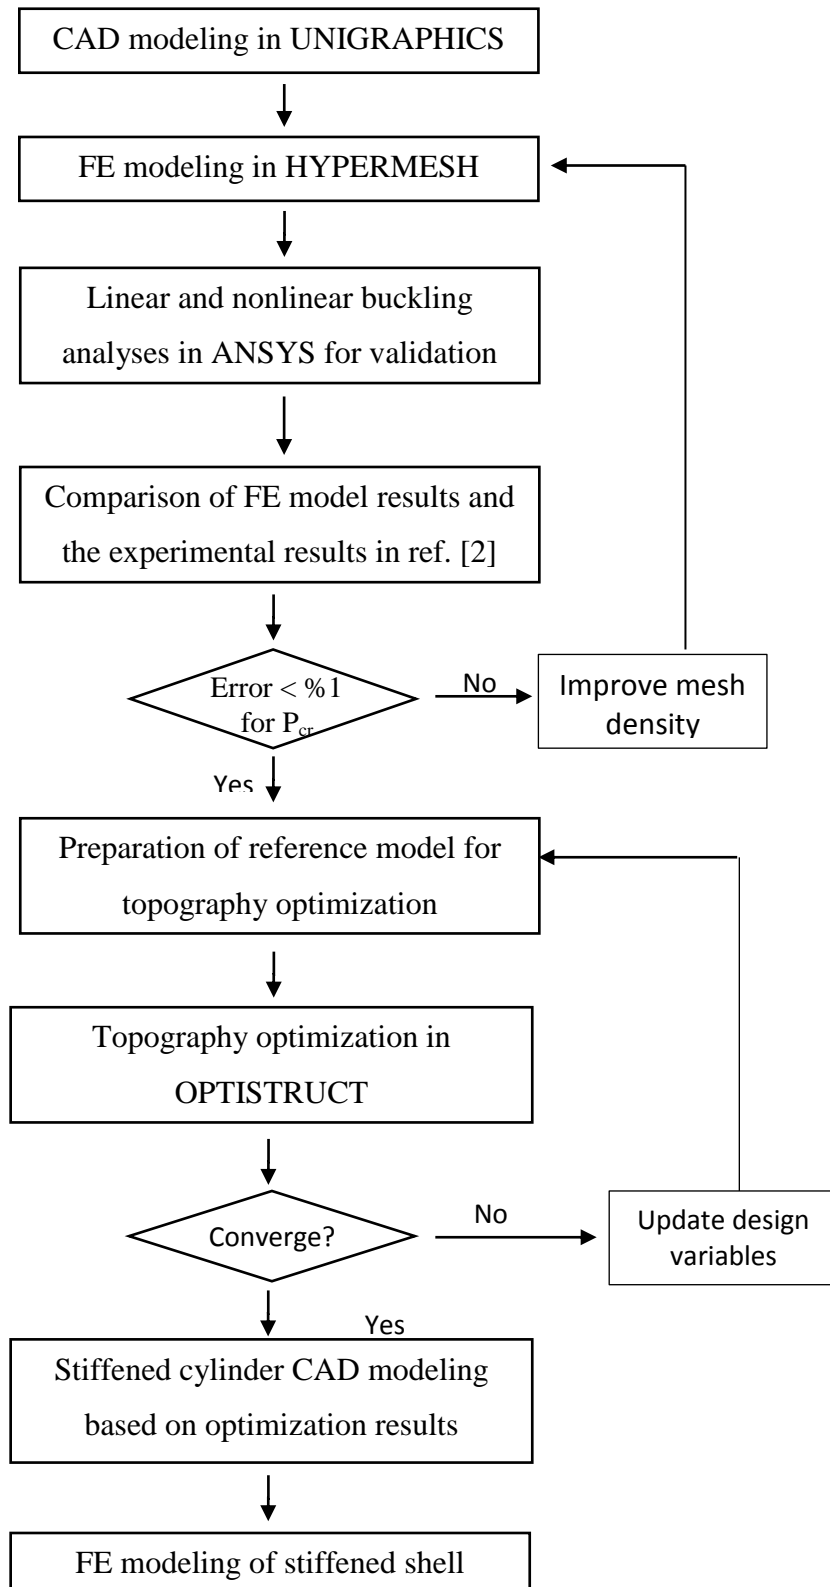 CAD modeling in UNIGRAPHICS
FE modeling in HYPERMESH
Linear and nonlinear buckling
analyses in ANSYS for validation
Comparison of FE model results and
the experimental results in ref. [2]
Error < %1
for Pcr
No
Improve mesh
density
Yes
Preparation of reference model for
topography optimization
Topography optimization in
OPTISTRUCT
Converge?
No
Update design
variables
Yes
Stiffened cylinder CAD modeling
based on optimization results
FE modeling of stiffened shell